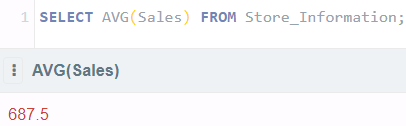 1 SELECT AVG(Sales) FROM Store_Information;
AVG(Sales)
687.5